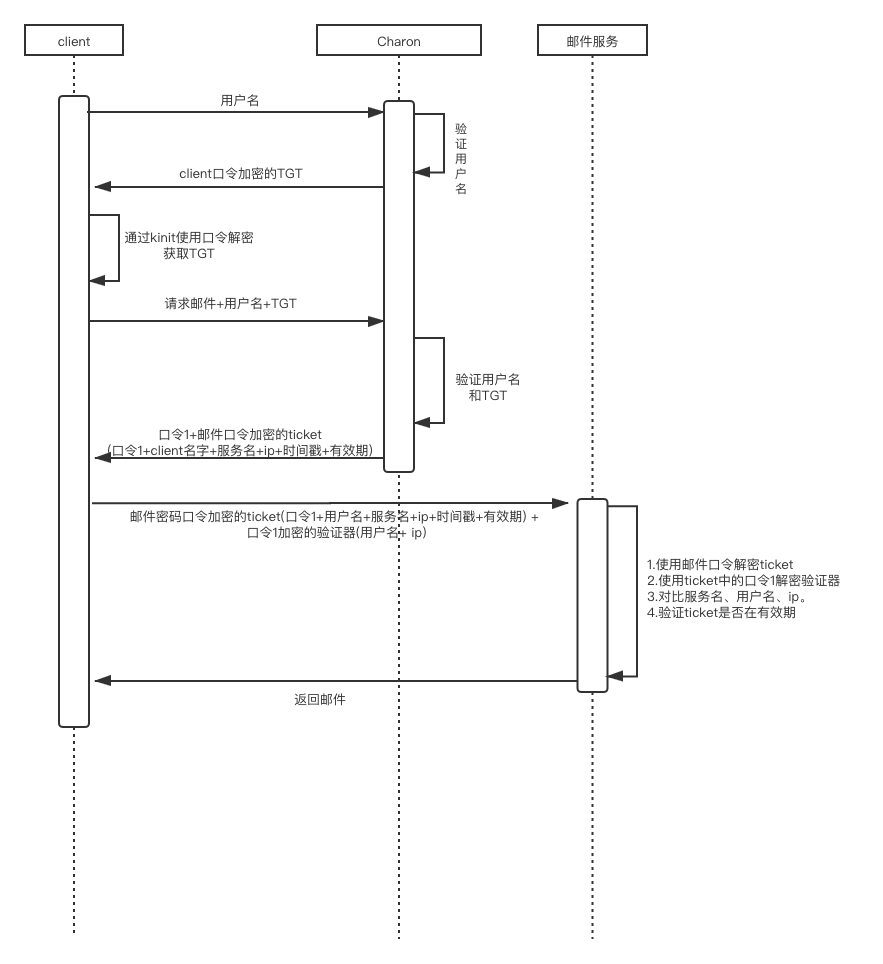 client
Charon
邮件服务
用户名
验
证
用
户
名
client口令加密的TGT
通过kinit使用口令解密
获取TGT
请求邮件+用户名+TGT
验证用户名
和TGT
口令1+邮件口令加密的ticket
(口令1+client名字+服务名+ip+时间戳+有效期)
邮件密码口令加密的ticket(口令1+用户名+服务名+ip+时间戳+有效期) +
口令1加密的验证器(用户名+ ip)
1.使用邮件口令解密ticket
2.使用ticket中的口令1解密验证器
3.对比服务名、用户名、ip。
4.验证ticket是否在有效期
返回邮件